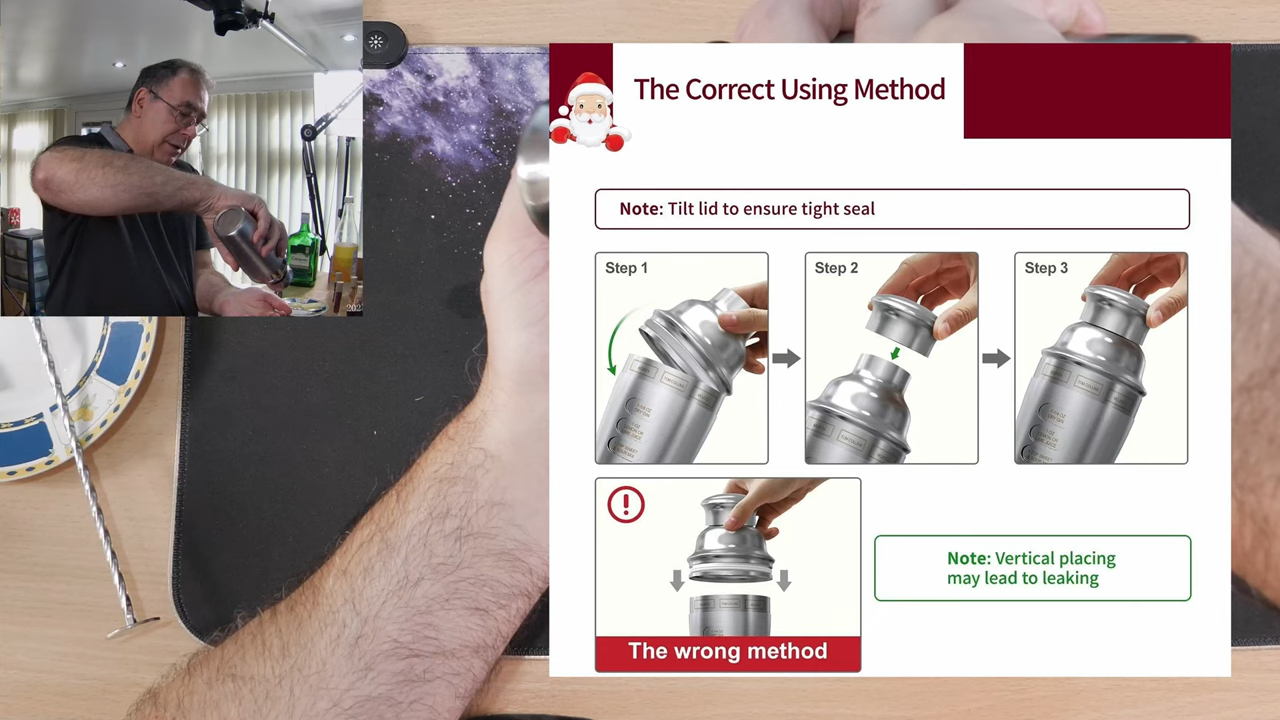 The Correct Using Method
Note: Tilt lid to ensure tight seal
Step 1
Step 2
Step 3
The wrong method
Note: Vertical placing
may lead to leaking